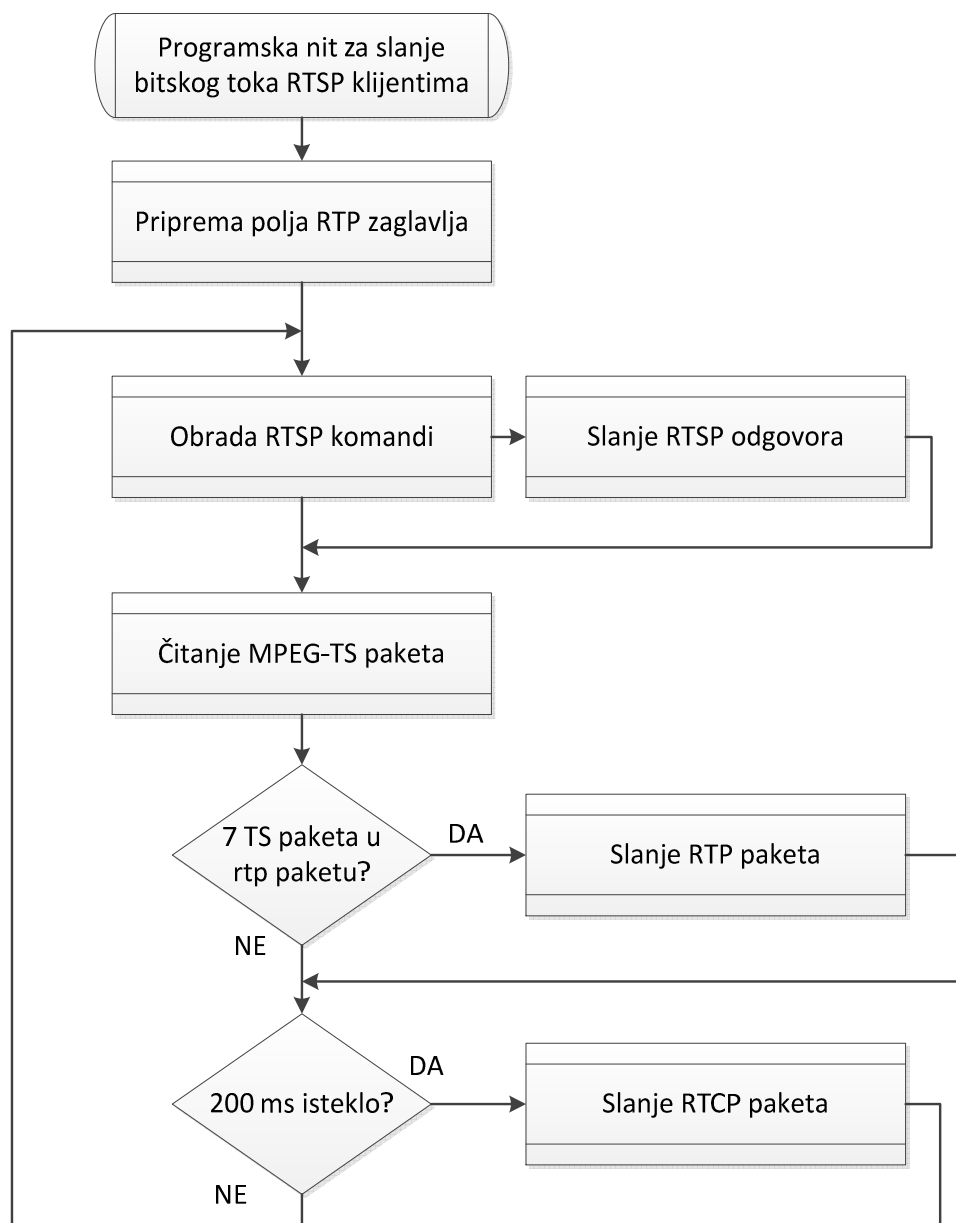 Programska nit za slanje
bitskog toka RTSP klijentima
Priprema polja RTP zaglavlja
Obrada RTSP komandi
Slanje RTSP odgovora
Čitanje MPEG-TS paketa
7 TS paketa u
rtp paketu?
DA
Slanje RTP paketa
NE
200 ms isteklo?
DA
Slanje RTCP paketa
NE